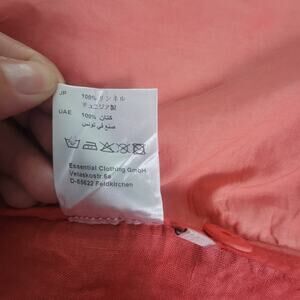 JP 100% リンネル
チュニジア製
UAE 100% كتان
صنع في تونس
Essential Clothing GmbH
Velaskostr.6a
D-85622 Feldkirchen